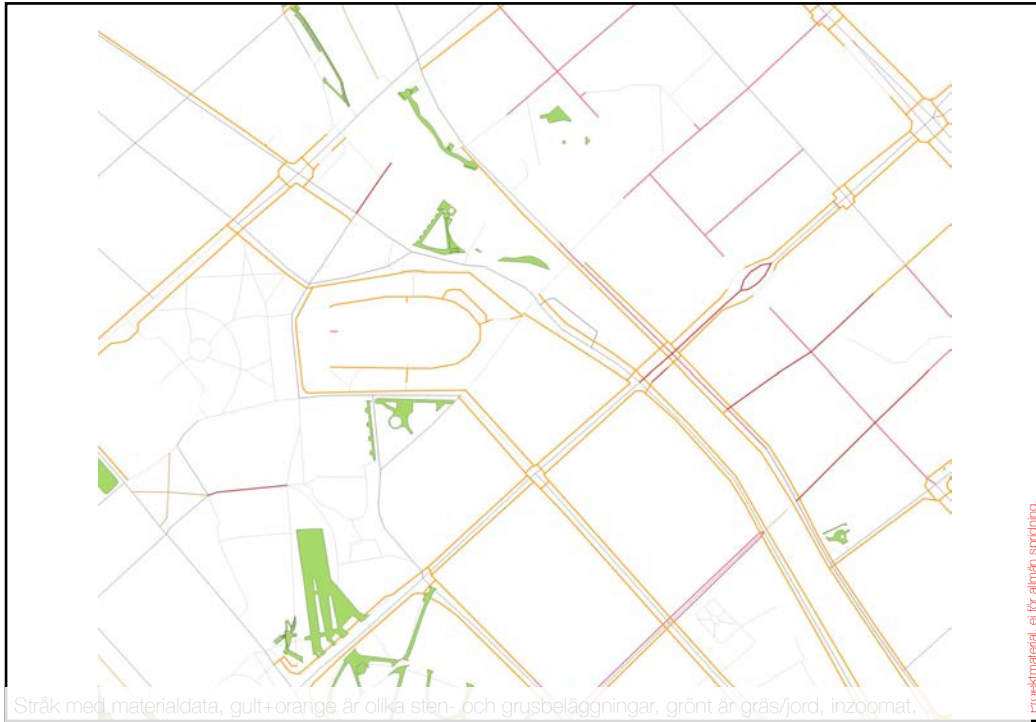 Stråk med materialdata, gult+orange är olika sten- och grusbeläggningar, grönt är gräs/jord, inzoomat.
ej för allmän spridning.